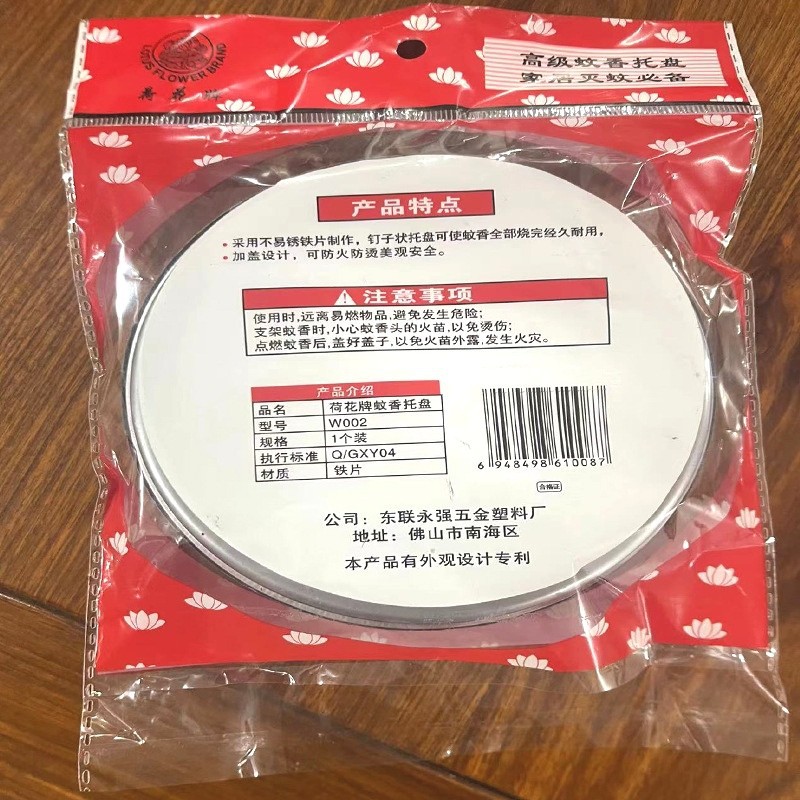 LOTUS FLOWER BRAND
荷花牌
高级蚊香托盘
家居灭蚊必备
产品特点
• 采用不易锈铁片制作，钉子状托盘可使蚊香全部烧完经久耐用，
• 加盖设计，可防火防烫美观安全。
注意事项
使用时,远离易燃物品,避免发生危险;
支架蚊香时,小心蚊香头的火苗,以免烫伤;
点燃蚊香后,盖好盖子,以免火苗外露,发生火灾。
产品介绍
品名 荷花牌蚊香托盘
型号 W002
规格 1个装
执行标准 Q/GXY04
材质 铁片
6 948498 610087
合格证
公司：东联永强五金塑料厂
地址：佛山市南海区
本产品有外观设计专利